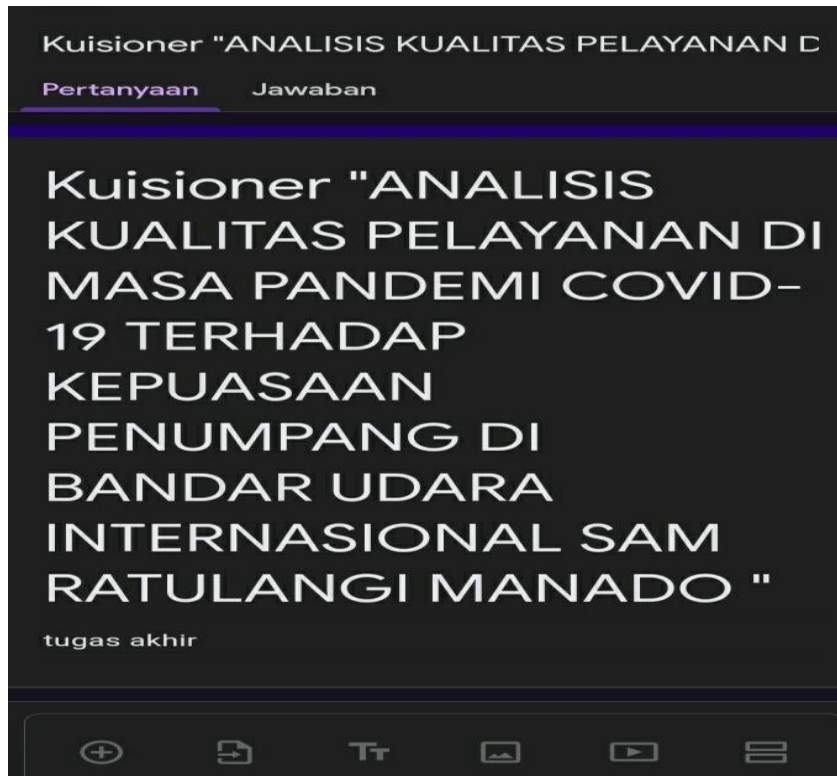 Kuisioner "ANALISIS KUALITAS PELAYANAN D
Pertanyaan Jawaban
Kuisioner "ANALISIS
KUALITAS PELAYANAN DI
MASA PANDEMI COVID-
19 TERHADAP
KEPUASAAN
PENUMPANG DI
BANDAR UDARA
INTERNASIONAL SAM
RATULANGI MANADO "
tugas akhir